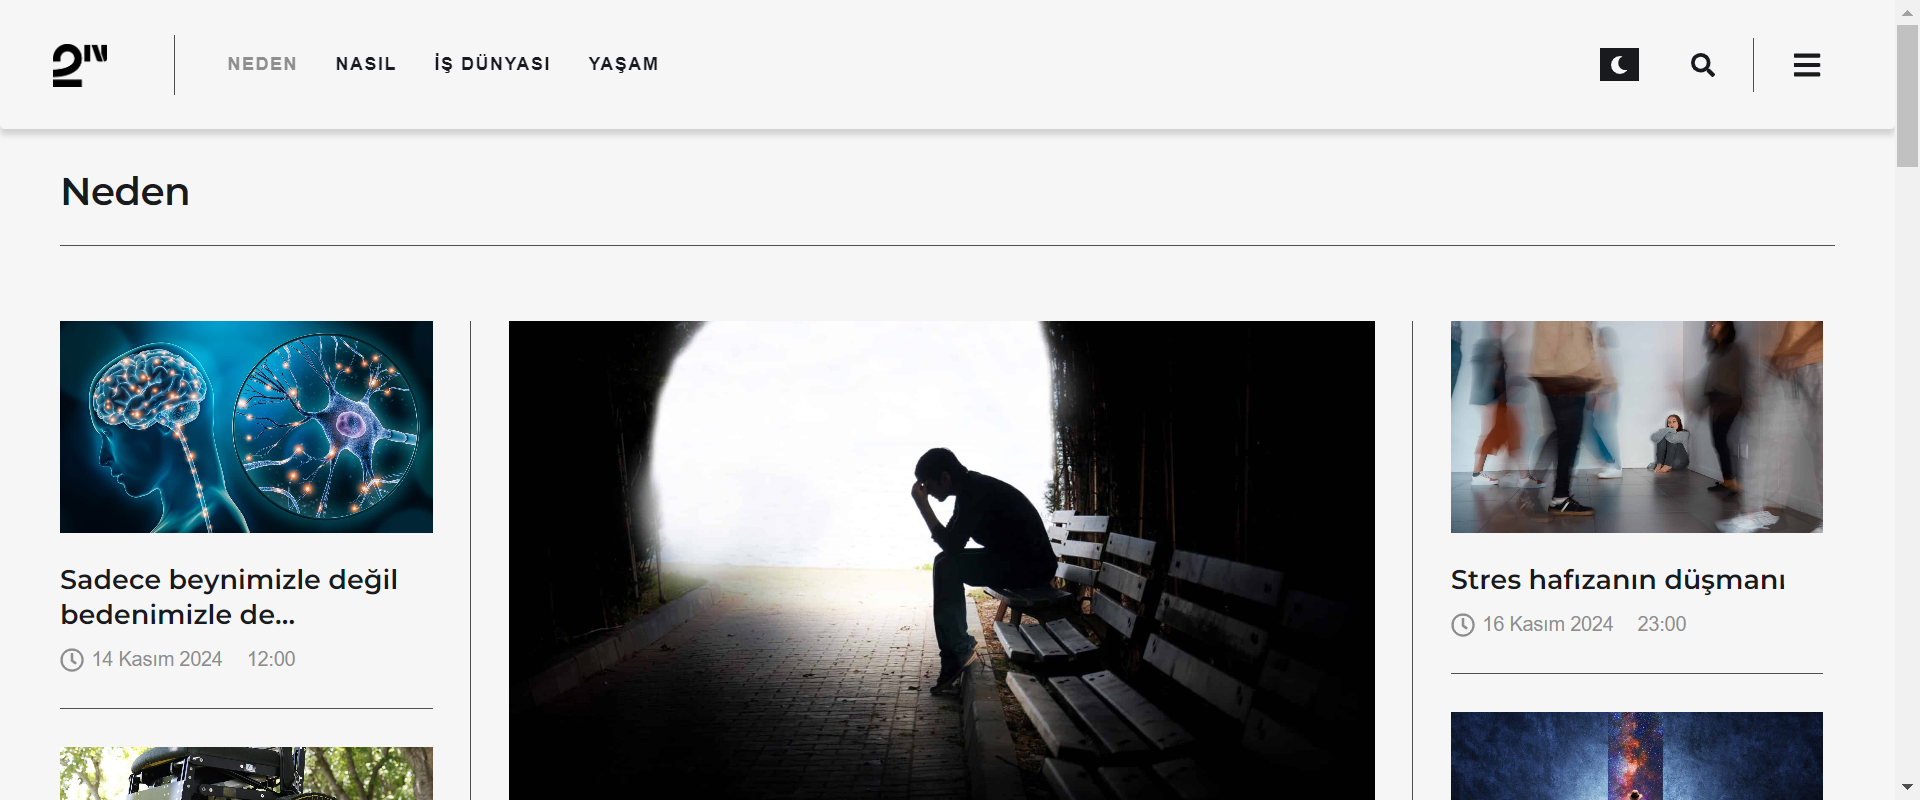 2N
NEDEN NASIL İŞ DÜNYASI YAŞAM
Neden
Sadece beynimizle değil
bedenimizle de...
14 Kasım 2024 12:00
Stres hafızanın düşmanı
16 Kasım 2024 23:00